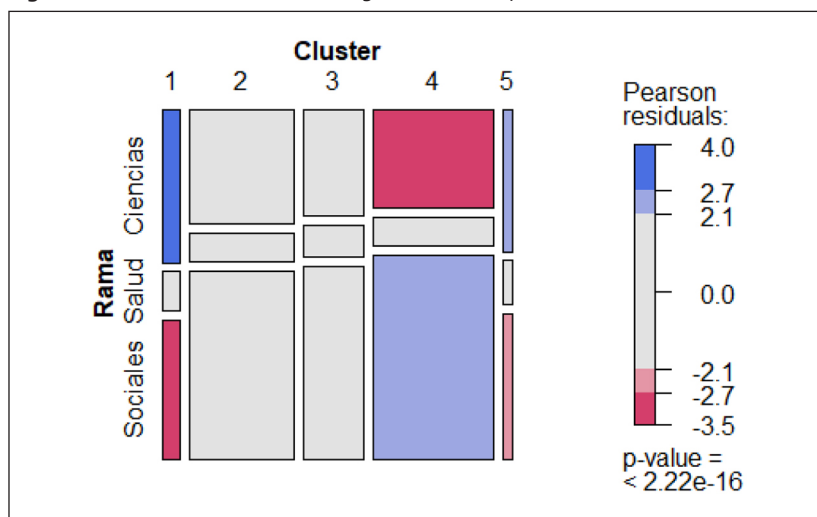 Cluster
1 2 3 4 5
Rama
Ciencias
Salud
Sociales
Pearson
residuals:
4.0
2.7
2.1
0.0
-2.1
-2.7
-3.5
p-value =
< 2.22e-16